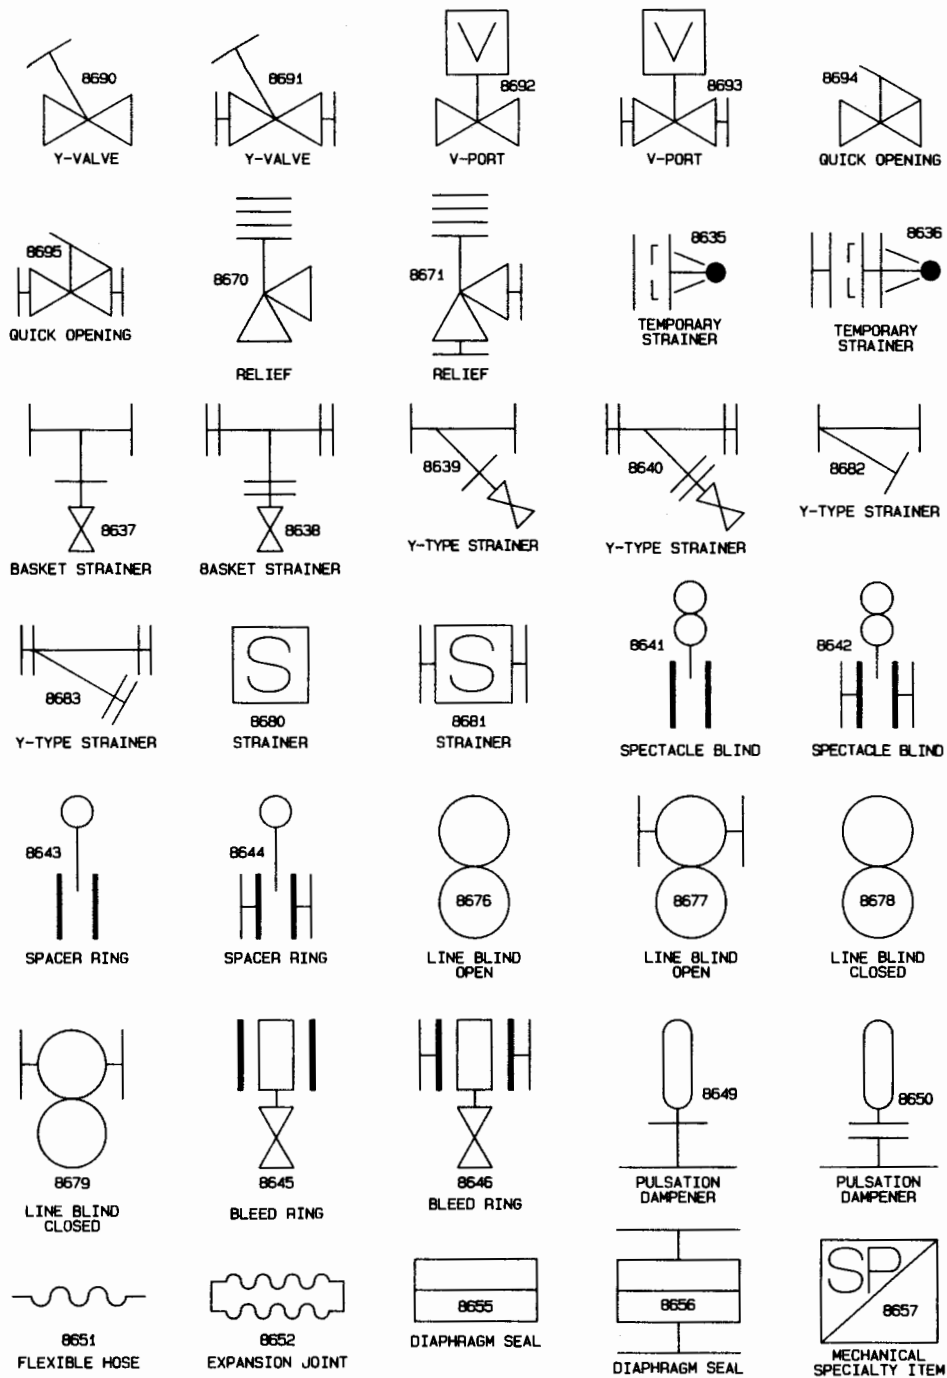 8690
Y-VALVE
8691
Y-VALVE
V
8692
V-PORT
V
8693
V-PORT
8694
QUICK OPENING
8695
QUICK OPENING
8670
RELIEF
8671
RELIEF
8635
TEMPORARY
STRAINER
8636
TEMPORARY
STRAINER
8637
BASKET STRAINER
8638
BASKET STRAINER
8639
Y-TYPE STRAINER
8640
Y-TYPE STRAINER
8682
Y-TYPE STRAINER
8683
Y-TYPE STRAINER
S
8680
STRAINER
S
8681
STRAINER
8641
SPECTACLE BLIND
8642
SPECTACLE BLIND
8643
SPACER RING
8644
SPACER RING
8676
LINE BLIND
OPEN
8677
LINE BLIND
OPEN
8678
LINE BLIND
CLOSED
8679
LINE BLIND
CLOSED
8645
BLEED RING
8646
BLEED RING
8649
PULSATION
DAMPENER
8650
PULSATION
DAMPENER
8651
FLEXIBLE HOSE
8652
EXPANSION JOINT
8655
DIAPHRAGM SEAL
8656
DIAPHRAGM SEAL
SP
8657
MECHANICAL
SPECIALTY ITEM